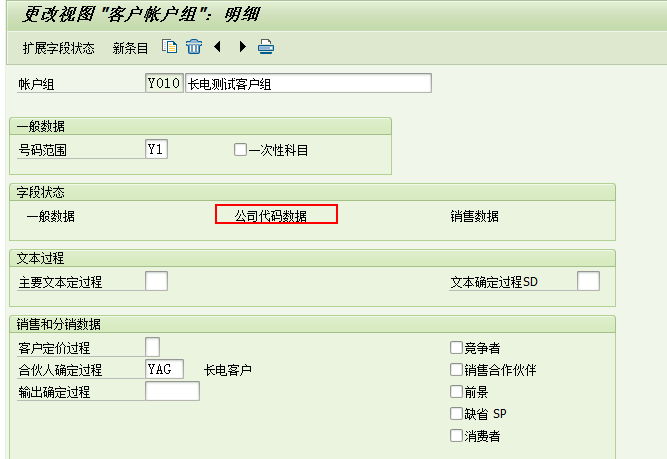 更改视图 "客户帐户组": 明细
扩展字段状态 新条目
帐户组 Y010 长电测试客户组
一般数据
号码范围 Y1 一次性科目
字段状态
一般数据 公司代码数据 销售数据
文本过程
主要文本定过程 文本确定过程SD
销售和分销数据
客户定价过程 竞争者
合伙人确定过程 YAG 长电客户 销售合作伙伴
输出确定过程 前景
缺省 SP
消费者